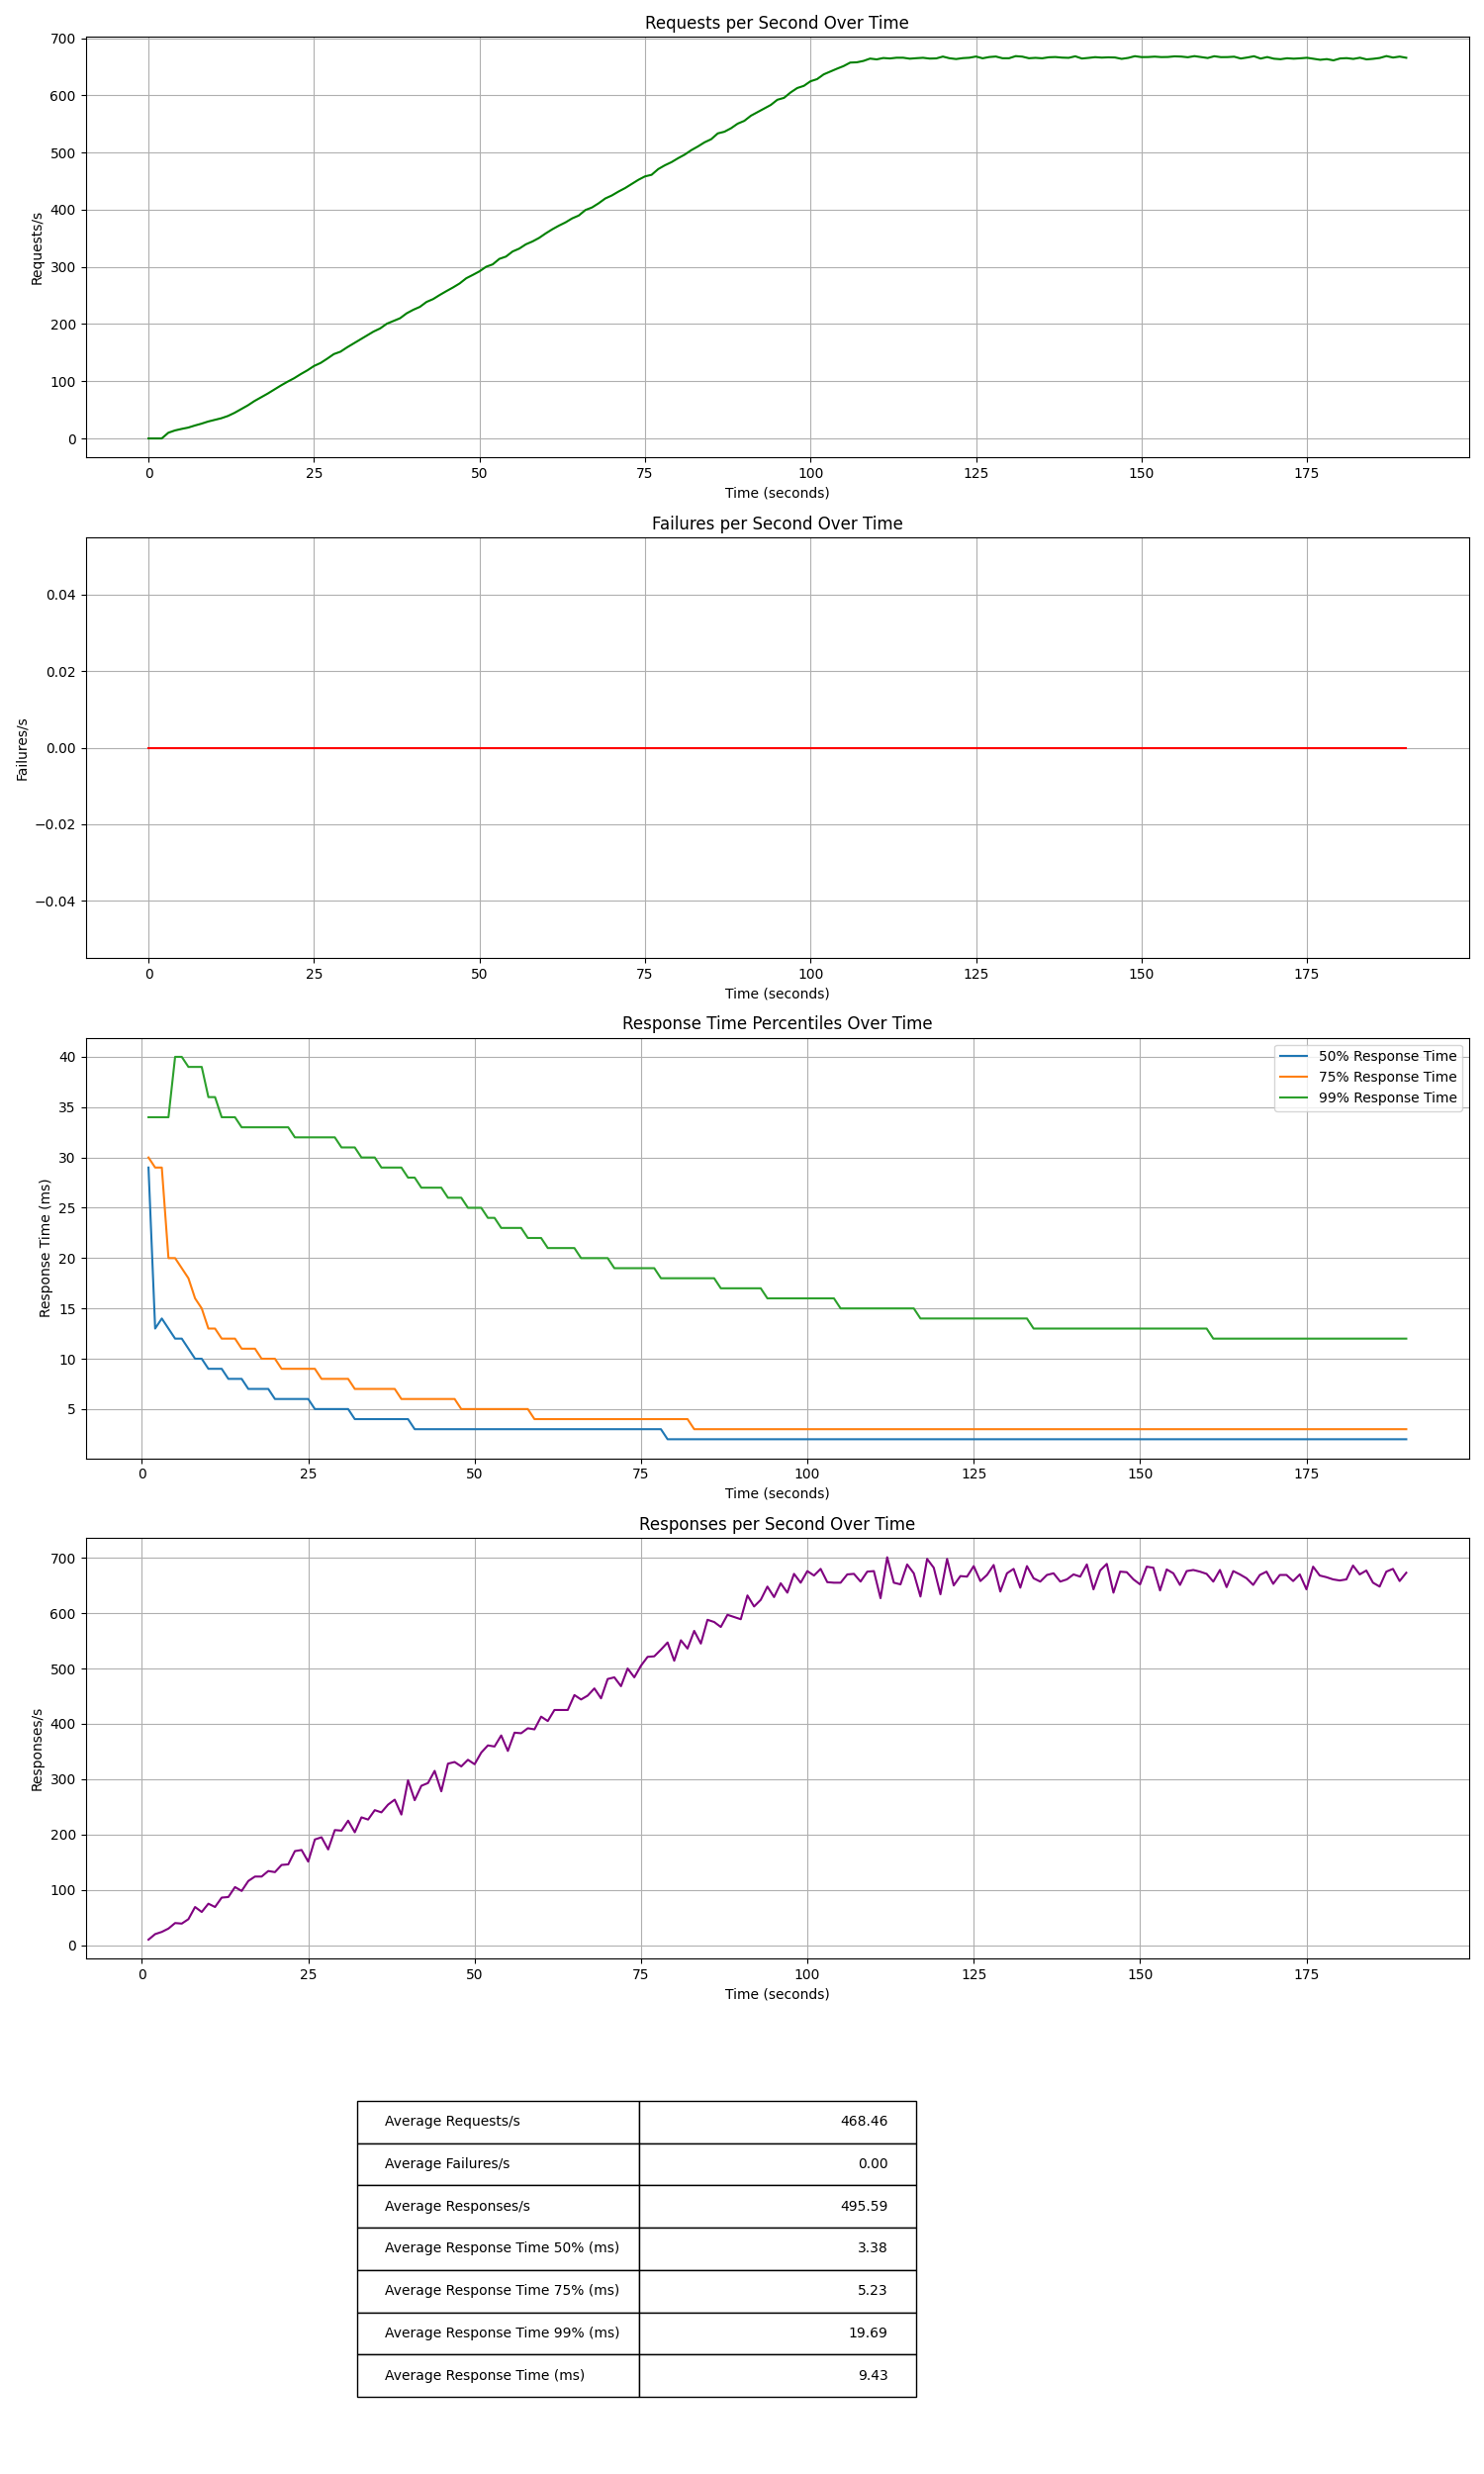 Requests per Second Over Time
700
600
500
400
300
200
100
0
Requests/s
0 25 50 75 100 125 150 175
Time (seconds)
Failures per Second Over Time
0.04
0.02
0.00
−0.02
−0.04
Failures/s
0 25 50 75 100 125 150 175
Time (seconds)
Response Time Percentiles Over Time
50% Response Time
75% Response Time
99% Response Time
40
35
30
25
20
15
10
5
Response Time (ms)
0 25 50 75 100 125 150 175
Time (seconds)
Responses per Second Over Time
700
600
500
400
300
200
100
0
Responses/s
0 25 50 75 100 125 150 175
Time (seconds)
Average Requests/s 468.46
Average Failures/s 0.00
Average Responses/s 495.59
Average Response Time 50% (ms) 3.38
Average Response Time 75% (ms) 5.23
Average Response Time 99% (ms) 19.69
Average Response Time (ms) 9.43